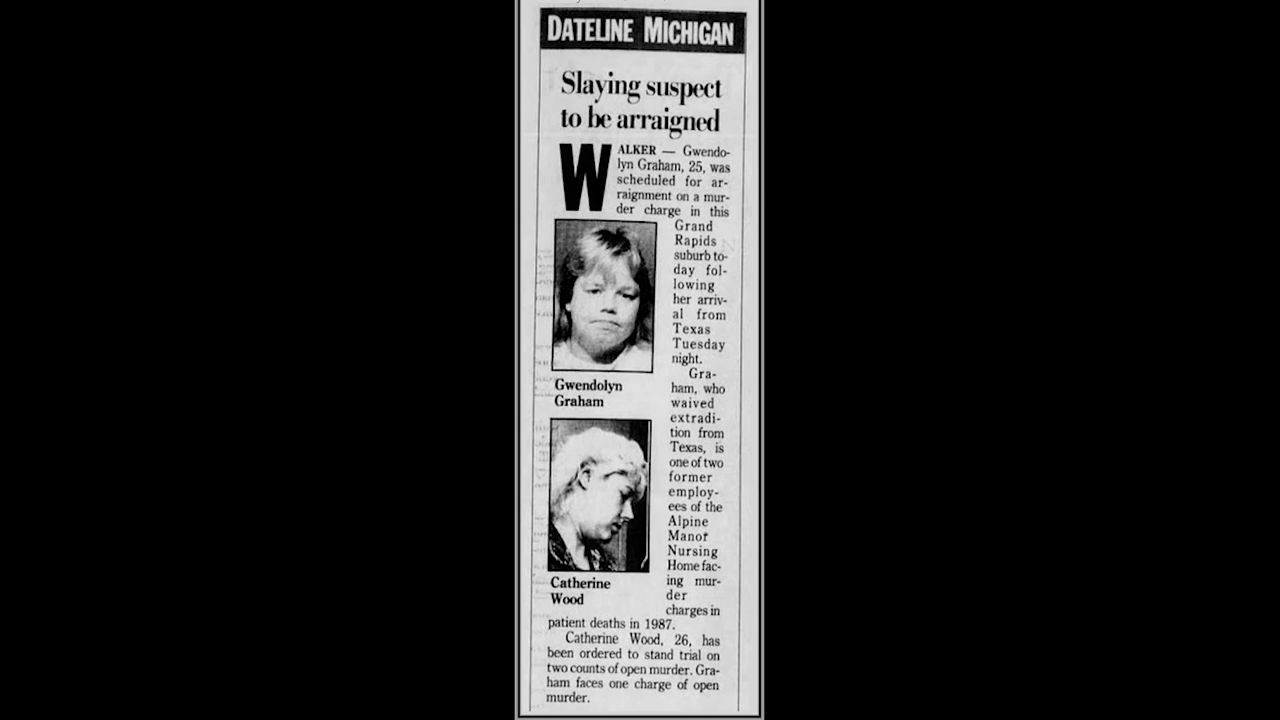 DATELINE MICHIGAN
Slaying suspect
to be arraigned
WALKER — Gwendo-
lyn Graham, 25, was
scheduled for ar-
raignment on a mur-
der charge in this
Grand
Rapids
suburb to-
day fol-
lowing
her arriv-
al from
Texas
Tuesday
night.
Gra-
ham, who
waived
extradi-
tion from
Texas, is
one of two
former
employ-
ees of the
Alpine
Manor
Nursing
Home fac-
ing mur-
der
charges in
patient deaths in 1987.
Catherine Wood, 26, has
been ordered to stand trial on
two counts of open murder. Gra-
ham faces one charge of open
murder.
Gwendolyn
Graham
Catherine
Wood